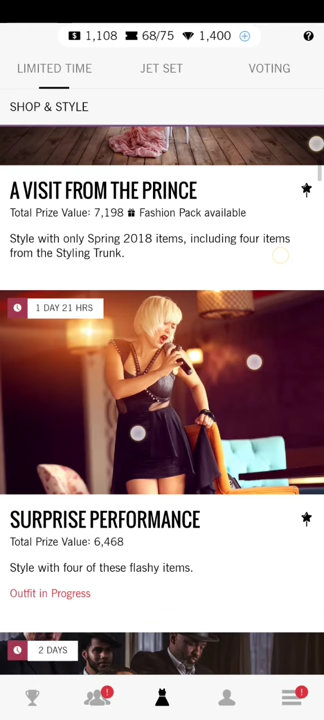 1,108 68/75 1,400
LIMITED TIME JET SET VOTING
SHOP & STYLE
A VISIT FROM THE PRINCE
Total Prize Value: 7,198 Fashion Pack available
Style with only Spring 2018 items, including four items
from the Styling Trunk.
1 DAY 21 HRS
SURPRISE PERFORMANCE
Total Prize Value: 6,468
Style with four of these flashy items.
Outfit in Progress
2 DAYS